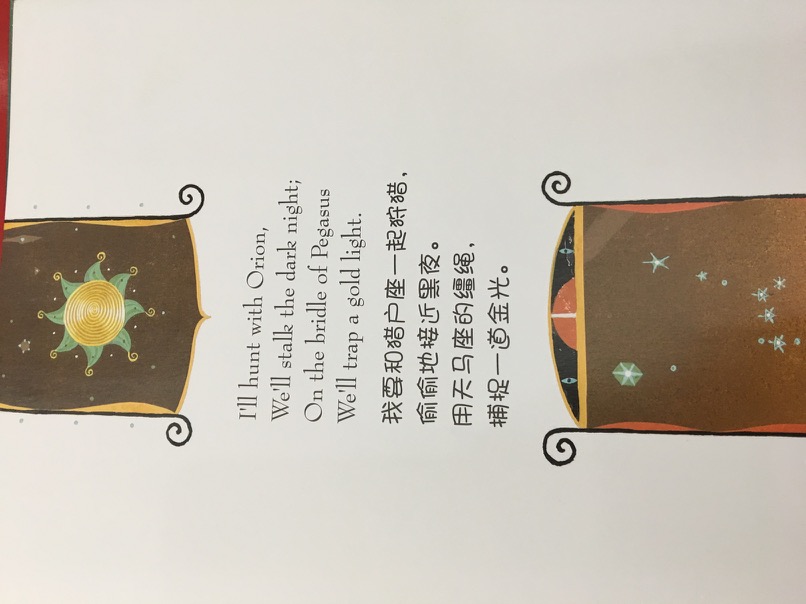 I'll hunt with Orion,
We'll stalk the dark night;
On the bridle of Pegasus
We'll trap a gold light.
我要和猎户座一起狩猎，
偷偷地接近黑夜。
用天马座的缰绳，
捕捉一道金光。